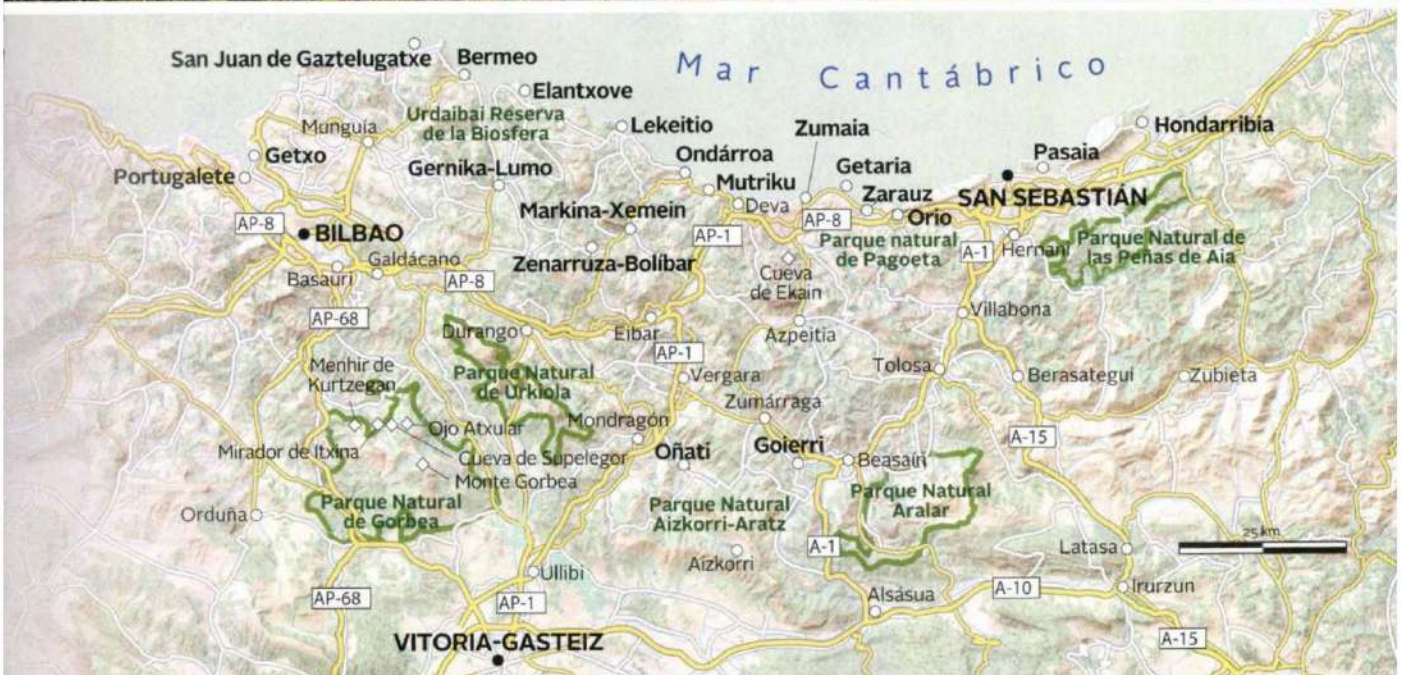 San Juan de Gaztelugatxe
Bermeo
Mar Cantábrico
Elantxove
Urdaibai Reserva
de la Biosfera
Munguía
Lekeitio
Zumaia
Hondarribia
Getxo
Gernika-Lumo
Ondárroa
Getaria
Pasaia
Portugalete
Mutriku
Zarauz
SAN SEBASTIÁN
Deva
AP-8
Markina-Xemein
AP-8
Orio
BILBAO
AP-1
Parque natural
de Pagoeta
A-1
Hernani
Parque Natural de
las Peñas de Aia
Galdácano
Basauri
AP-8
Zenarruza-Bolíbar
Cueva
de Ekain
AP-68
Villabona
Durango
Eibar
Azpeitia
AP-1
Menhir de
Kurtzegan
Parque Natural
de Urkiola
Vergara
Tolosa
Berasategui
Zubieta
Zumárraga
Mondragón
Ojo Atxular
A-15
Mirador de Itxina
Cueva de Supelegor
Oñati
Goierri
Beasain
Monte Gorbea
Parque Natural
de Gorbea
Orduña
Parque Natural
Aizkorri-Aratz
Parque Natural
Aralar
25 km
A-1
Latasa
Aizkorri
Ullibi
AP-68
AP-1
Alsásua
A-10
Irurzun
VITORIA-GASTEIZ
A-15